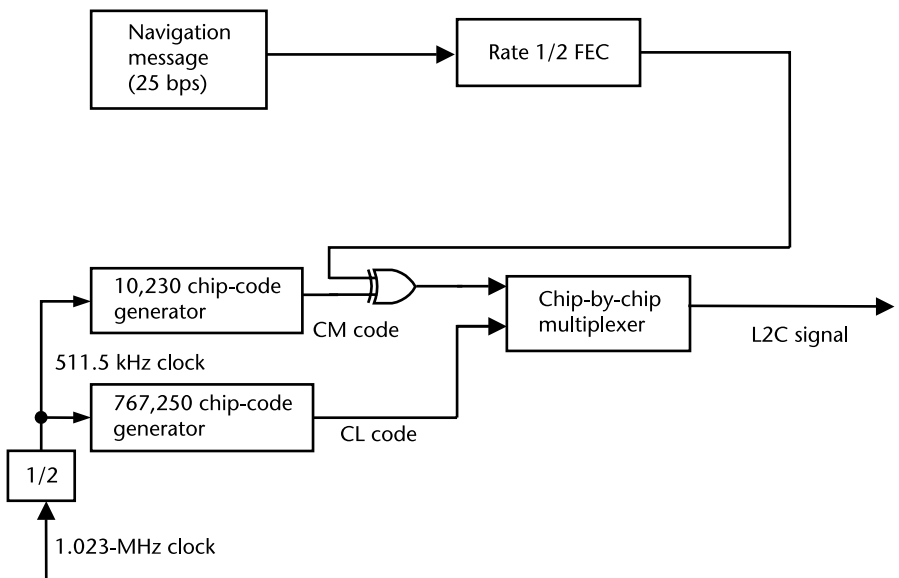 Navigation
message
(25 bps)
Rate 1/2 FEC
10,230 chip-code
generator
CM code
Chip-by-chip
multiplexer
L2C signal
511.5 kHz clock
767,250 chip-code
generator
CL code
1/2
1.023-MHz clock